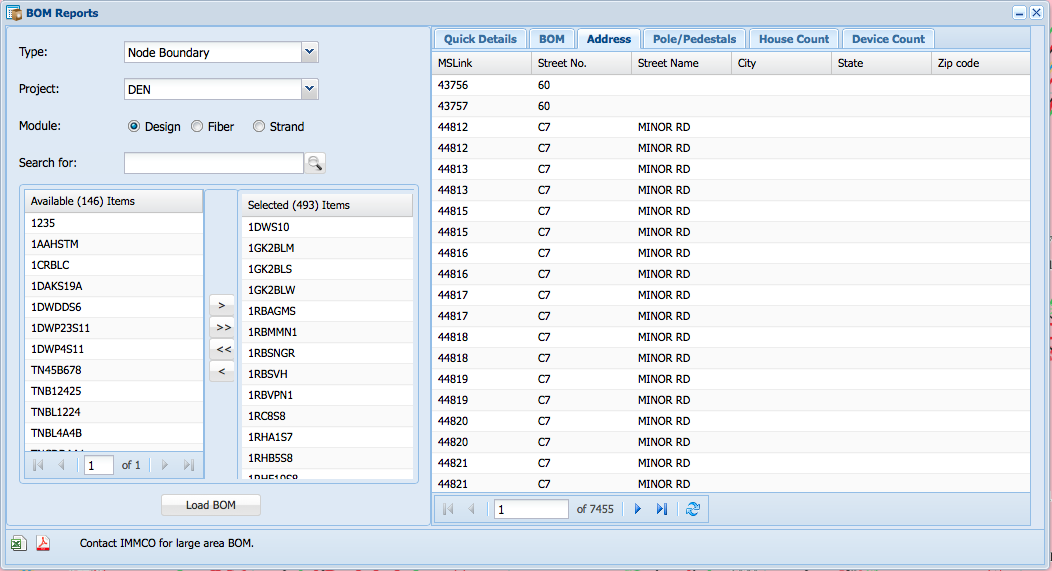 BOM Reports
Type:
Node Boundary
Project:
DEN
Module:
Design Fiber Strand
Search for:
Available (146) Items
1235
1AAHSTM
1CRBLC
1DAKS19A
1DWDDS6
1DWP23S11
1DWP4S11
TN45B678
TNB12425
TNBL1224
TNBL4A4B
1 of 1
>
>>
<<
<
Selected (493) Items
1DWS10
1GK2BLM
1GK2BLS
1GK2BLW
1RBAGMS
1RBMMN1
1RBSNGR
1RBSVH
1RBVPN1
1RC8S8
1RHA1S7
1RHB5S8
Load BOM
Quick Details BOM Address Pole/Pedestals House Count Device Count
MSLink Street No. Street Name City State Zip code
43756 60
43757 60
44812 C7 MINOR RD
44812 C7 MINOR RD
44813 C7 MINOR RD
44813 C7 MINOR RD
44815 C7 MINOR RD
44815 C7 MINOR RD
44816 C7 MINOR RD
44816 C7 MINOR RD
44817 C7 MINOR RD
44817 C7 MINOR RD
44818 C7 MINOR RD
44818 C7 MINOR RD
44819 C7 MINOR RD
44819 C7 MINOR RD
44820 C7 MINOR RD
44820 C7 MINOR RD
44821 C7 MINOR RD
44821 C7 MINOR RD
1 of 7455
Contact IMMCO for large area BOM.